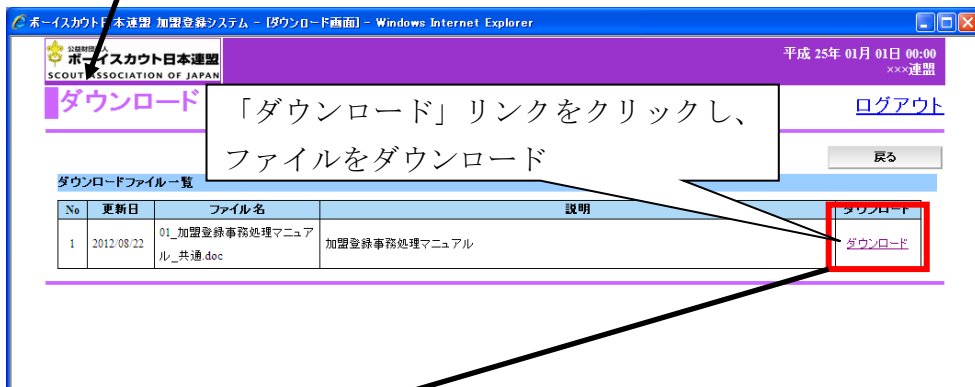 ボーイスカウト日本連盟 加盟登録システム - [ダウンロード画面] - Windows Internet Explorer
公益財団法人
ボーイスカウト日本連盟
SCOUT ASSOCIATION OF JAPAN
平成 25年 01月 01日 00:00
×××連盟
ダウンロード
ログアウト
「ダウンロード」リンクをクリックし、
ファイルをダウンロード
戻る
ダウンロードファイル一覧
No 更新日 ファイル名 説明 ダウンロード
1 2012/08/22 01_加盟登録事務処理マニュア
ル_共通.doc 加盟登録事務処理マニュアル ダウンロード